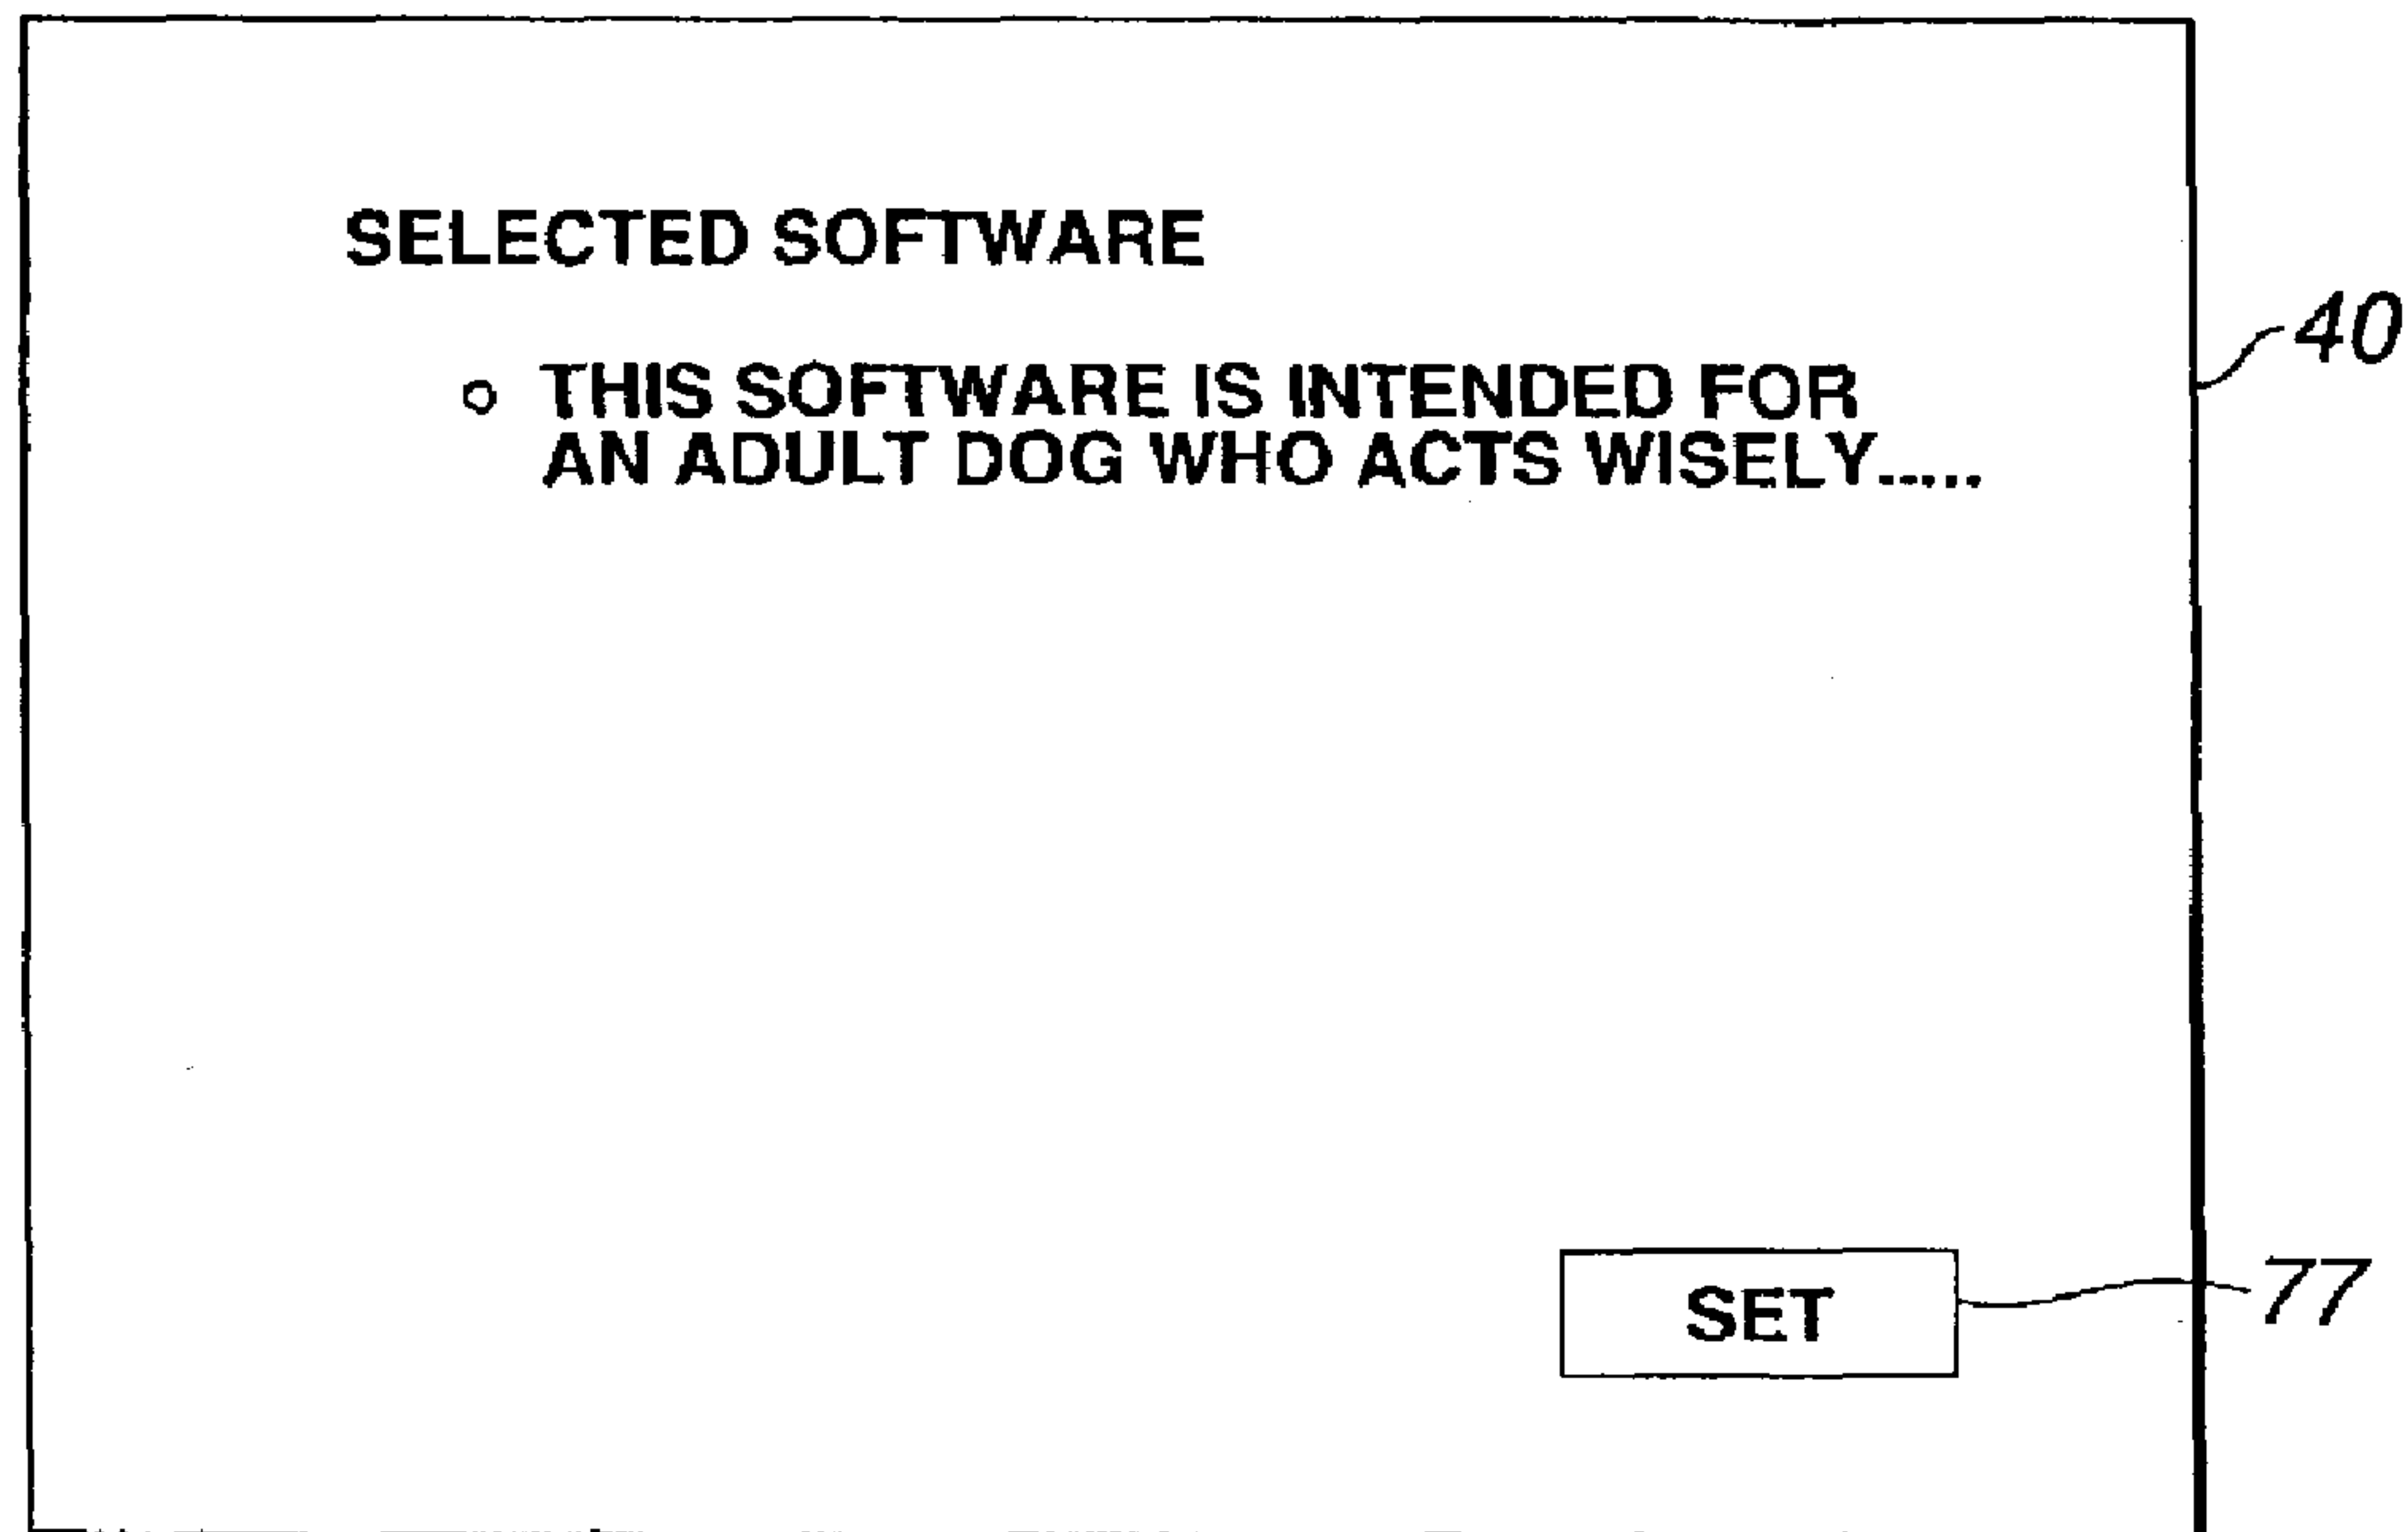 SELECTED SOFTWARE
40
○ THIS SOFTWARE IS INTENDED FOR
AN ADULT DOG WHO ACTS WISELY.....
SET
77